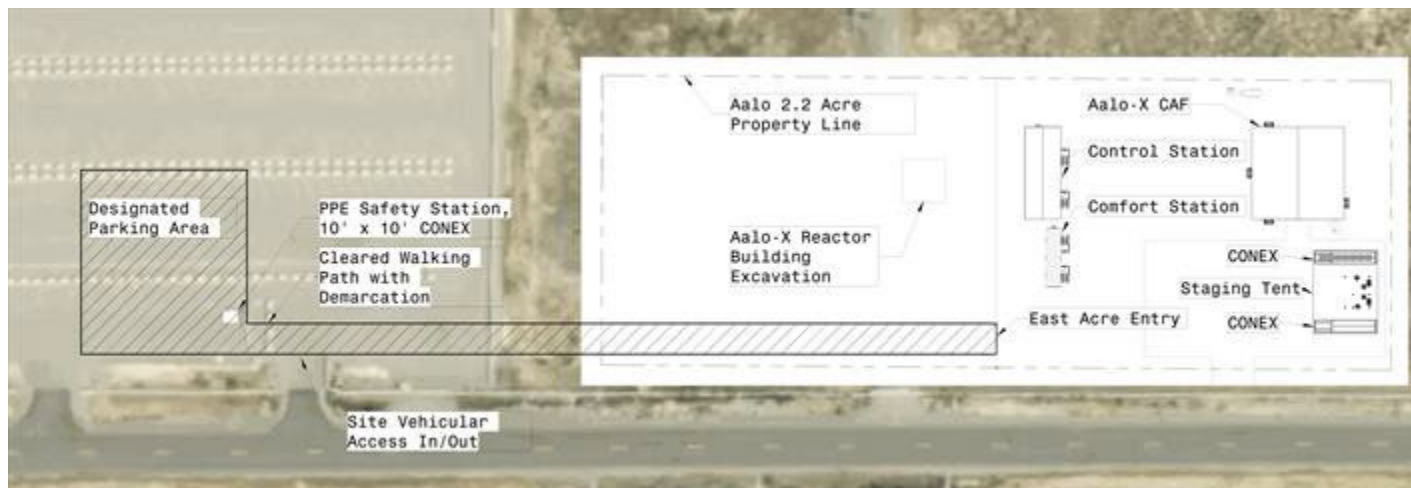 Aalo 2.2 Acre
Property Line
Aalo-X CAF
Control Station
Designated
Parking Area
PPE Safety Station,
10' x 10' CONEX
Comfort Station
Cleared Walking
Path with
Demarcation
Aalo-X Reactor
Building
Excavation
CONEX
Staging Tent
East Acre Entry
CONEX
Site Vehicular
Access In/Out